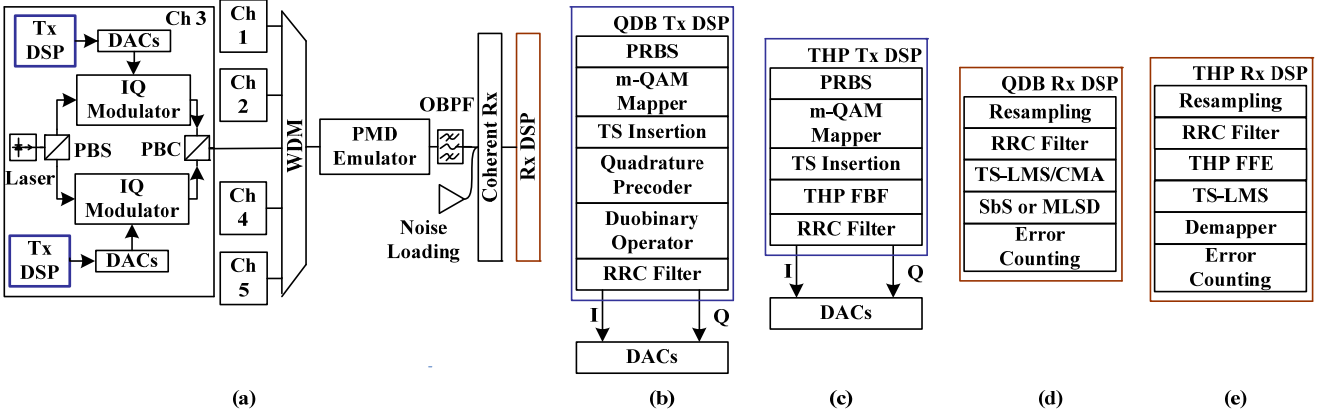 Ch 3
Tx
DSP
DACs
IQ
Modulator
PBS
PBC
Laser
IQ
Modulator
Tx
DSP
DACs
Ch
1
Ch
2
Ch
4
Ch
5
WDM
PMD
Emulator
OBPF
Noise
Loading
Coherent Rx
Rx DSP
(a)
QDB Tx DSP
PRBS
m-QAM
Mapper
TS Insertion
Quadrature
Precoder
Duobinary
Operator
RRC Filter
I
Q
DACs
(b)
THP Tx DSP
PRBS
m-QAM
Mapper
TS Insertion
THP FBF
RRC Filter
I
Q
DACs
(c)
QDB Rx DSP
Resampling
RRC Filter
TS-LMS/CMA
SbS or MLSD
Error
Counting
(d)
THP Rx DSP
Resampling
RRC Filter
THP FFE
TS-LMS
Demapper
Error
Counting
(e)